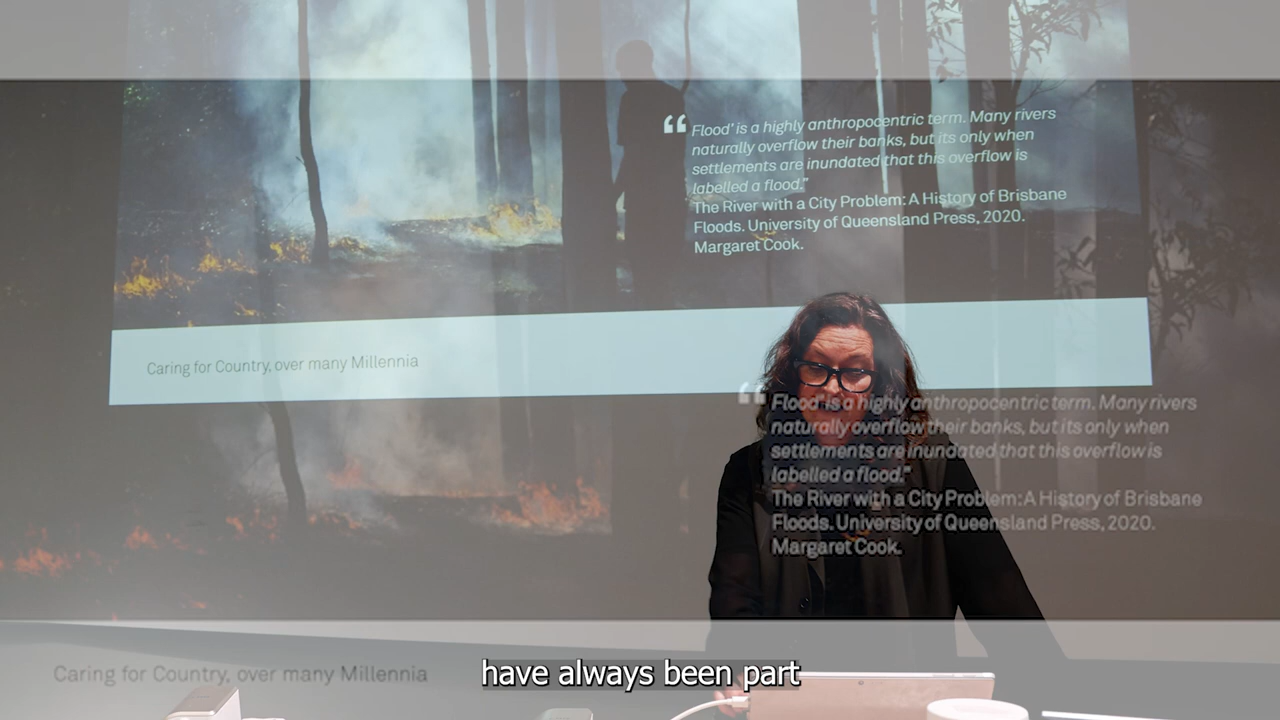 “ Flood’ is a highly anthropocentric term. Many rivers
naturally overflow their banks, but its only when
settlements are inundated that this overflow is
labelled a flood.”
The River with a City Problem: A History of Brisbane
Floods. University of Queensland Press, 2020.
Margaret Cook.
Caring for Country, over many Millennia
“ Flood’ is a highly anthropocentric term. Many rivers
naturally overflow their banks, but its only when
settlements are inundated that this overflow is
labelled a flood.”
The River with a City Problem: A History of Brisbane
Floods. University of Queensland Press, 2020.
Margaret Cook.
Caring for Country, over many Millennia
have always been part